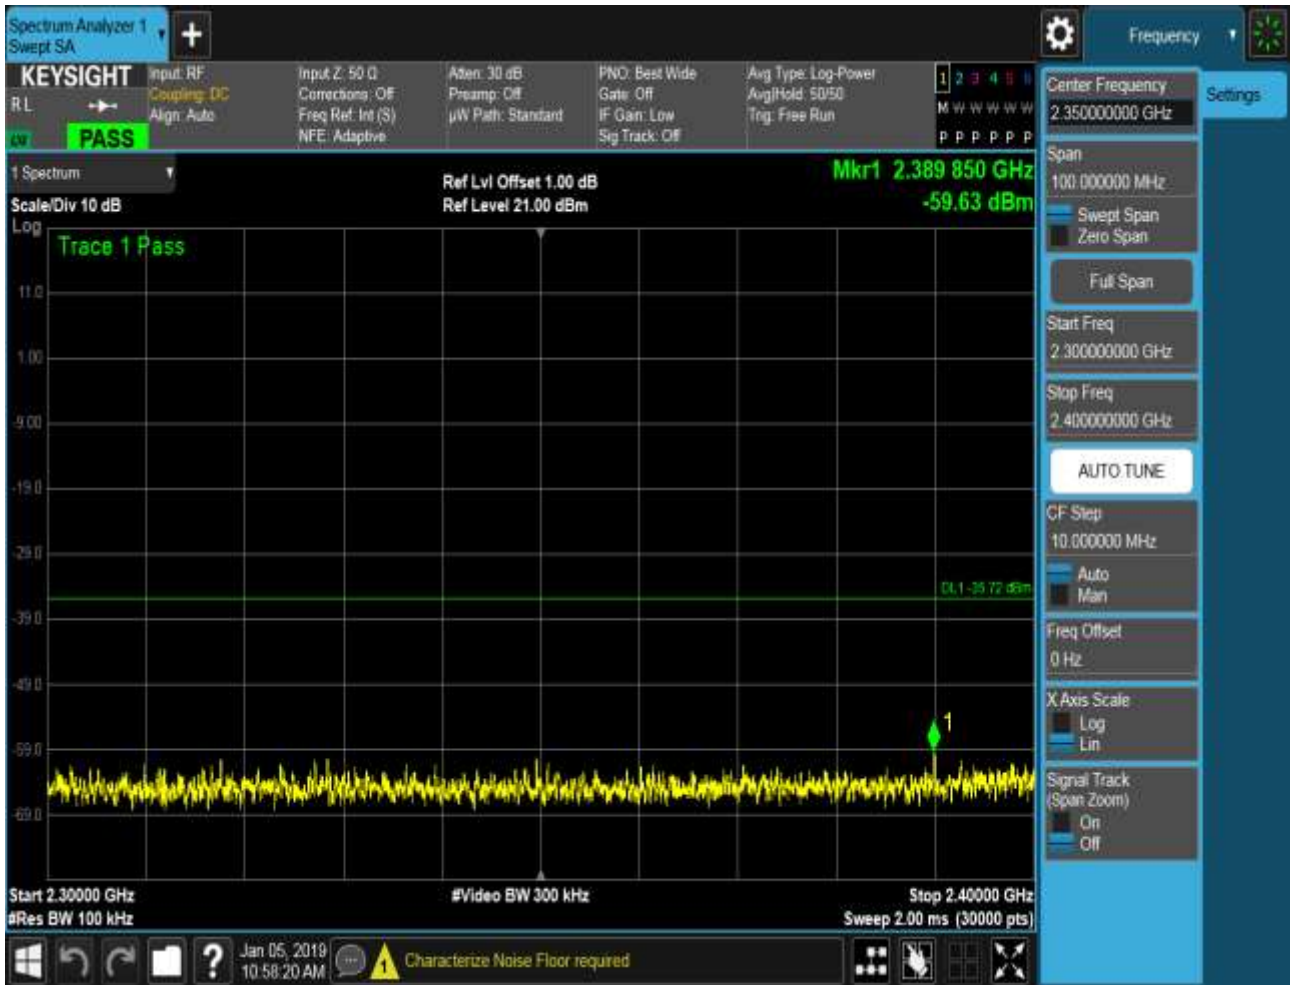 Spectrum Analyzer 1
Swept SA
Frequency
KEYSIGHT
RL
PASS
Input: RF
Coupling: DC
Align: Auto
Input Z: 50 Ω
Corrections: Off
Freq Ref: Int (S)
NFE: Adaptive
Atten: 30 dB
Preamp: Off
µW Path: Standard
PNO: Best Wide
Gate: Off
IF Gain: Low
Sig Track: Off
Avg Type: Log-Power
Avg|Hold: 50/50
Trig: Free Run
1 2 3 4 5 6
M W W W W W
P P P P P P
Center Frequency
2.350000000 GHz
Settings
Span
100.000000 MHz
Swept Span
Zero Span
Full Span
Start Freq
2.300000000 GHz
Stop Freq
2.400000000 GHz
AUTO TUNE
CF Step
10.000000 MHz
Auto
Man
Freq Offset
0 Hz
X Axis Scale
Log
Lin
Signal Track
(Span Zoom)
On
Off
1 Spectrum
Scale/Div 10 dB
Ref Lvl Offset 1.00 dB
Ref Level 21.00 dBm
Mkr1 2.389 850 GHz
-59.63 dBm
Log
Trace 1 Pass
11.0
1.00
-9.00
-19.0
-29.0
DL1 -35.72 dBm
-39.0
-49.0
1
-59.0
-69.0
Start 2.30000 GHz
#Video BW 300 kHz
Stop 2.40000 GHz
#Res BW 100 kHz
Sweep 2.00 ms (30000 pts)
?
Jan 05, 2019
10:58:20 AM
1
Characterize Noise Floor required